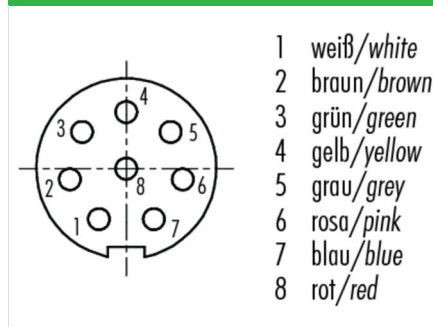 4
3
5
2
8
6
1
7
1 weiß/white
2 braun/brown
3 grün/green
4 gelb/yellow
5 grau/grey
6 rosa/pink
7 blau/blue
8 rot/red